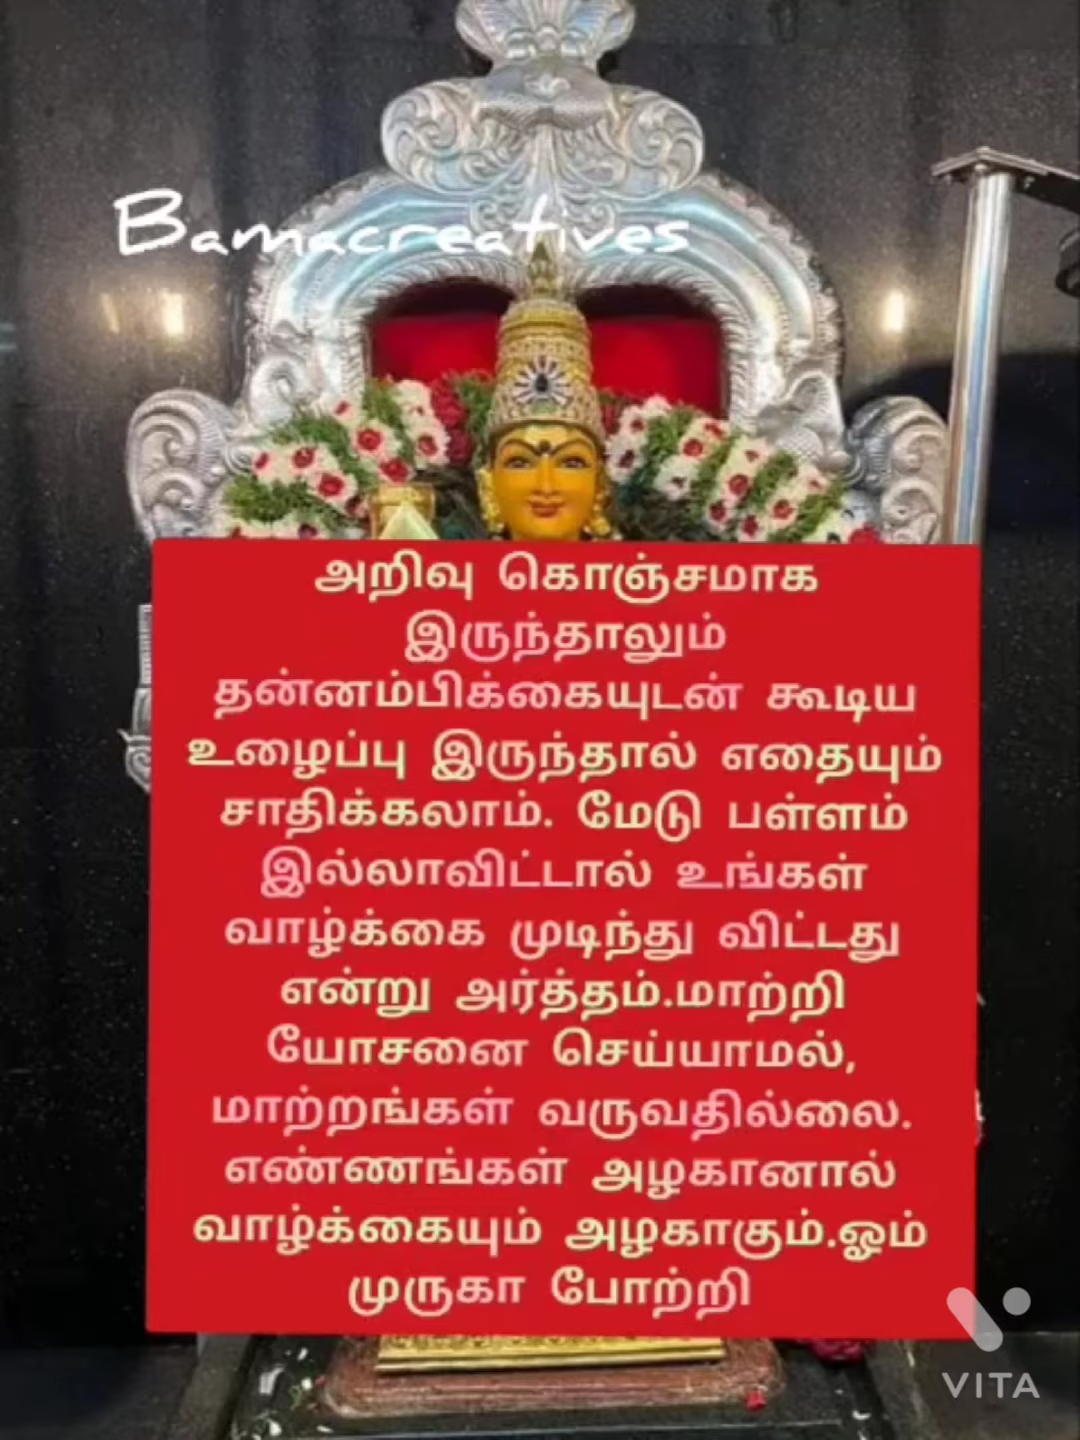 Bamacreatives
அறிவு கொஞ்சமாக
இருந்தாலும்
தன்னம்பிக்கையுடன் கூடிய
உழைப்பு இருந்தால் எதையும்
சாதிக்கலாம். மேடு பள்ளம்
இல்லாவிட்டால் உங்கள்
வாழ்க்கை முடிந்து விட்டது
என்று அர்த்தம்.மாற்றி
யோசனை செய்யாமல்,
மாற்றங்கள் வருவதில்லை.
எண்ணங்கள் அழகானால்
வாழ்க்கையும் அழகாகும்.ஓம்
முருகா போற்றி
VITA